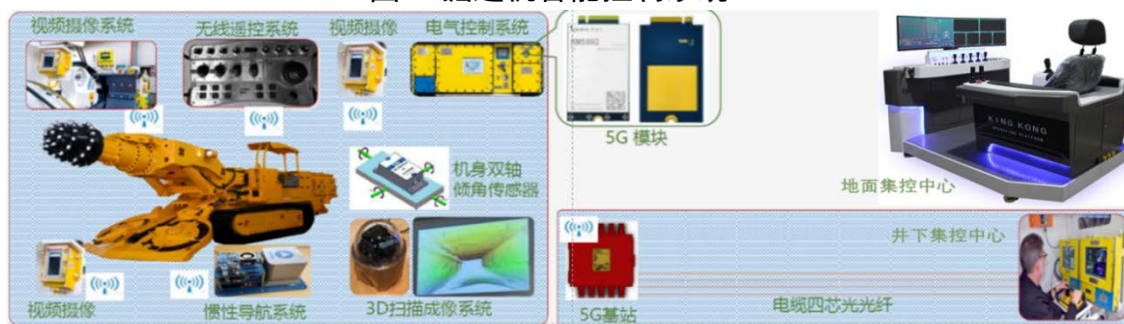 视频摄像系统
无线遥控系统
视频摄像
电气控制系统
5G 模块
KING KONG
地面集控中心
机身双轴
倾角传感器
井下集控中心
视频摄像
惯性导航系统
3D扫描成像系统
5G基站
电缆四芯光光纤